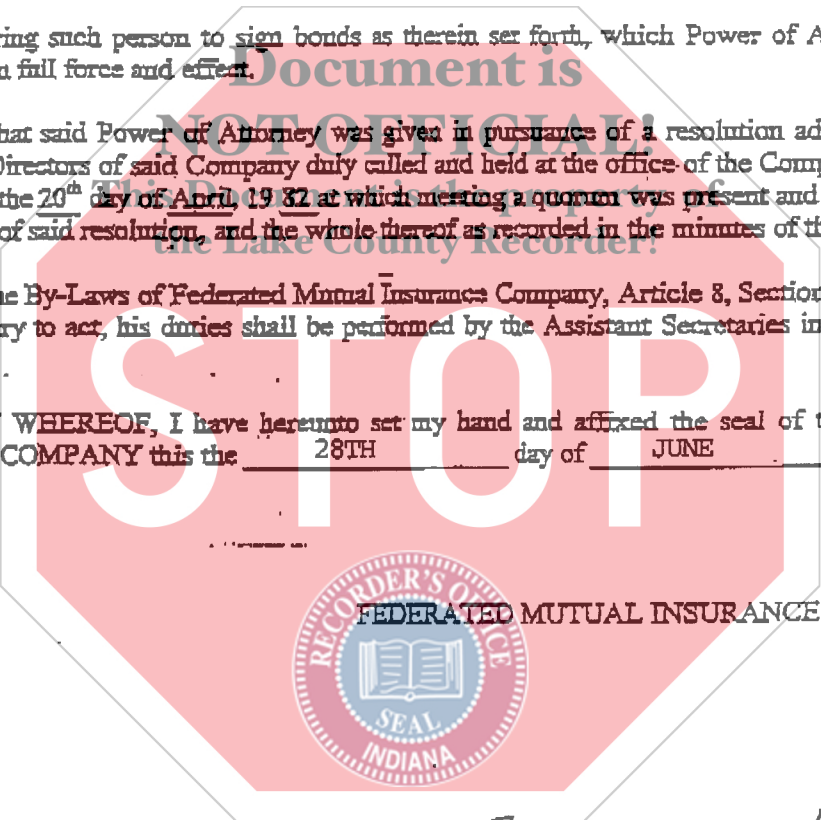 ring such person to sign bonds as therein set forth, which Power of A
n full force and effect.
Document is
NOT OFFICIAL!
hat said Power of Attorney was given in pursuance of a resolution ad
Directors of said Company duly called and held at the office of the Comp
This Document is the property of
the 20th day of April, 19 82 at which meeting a quorum was present and
of said resolution, and the whole thereof as recorded in the minutes of th
the Lake County Recorder!
ne By-Laws of Federated Mutual Insurance Company, Article 8, Section
ry to act, his duties shall be performed by the Assistant Secretaries in
STOP
WHEREOF, I have hereunto set my hand and affixed the seal of t
COMPANY this the 28TH day of JUNE
RECORDER'S OFFICE
FEDERATED MUTUAL INSURANCE
SEAL
INDIANA